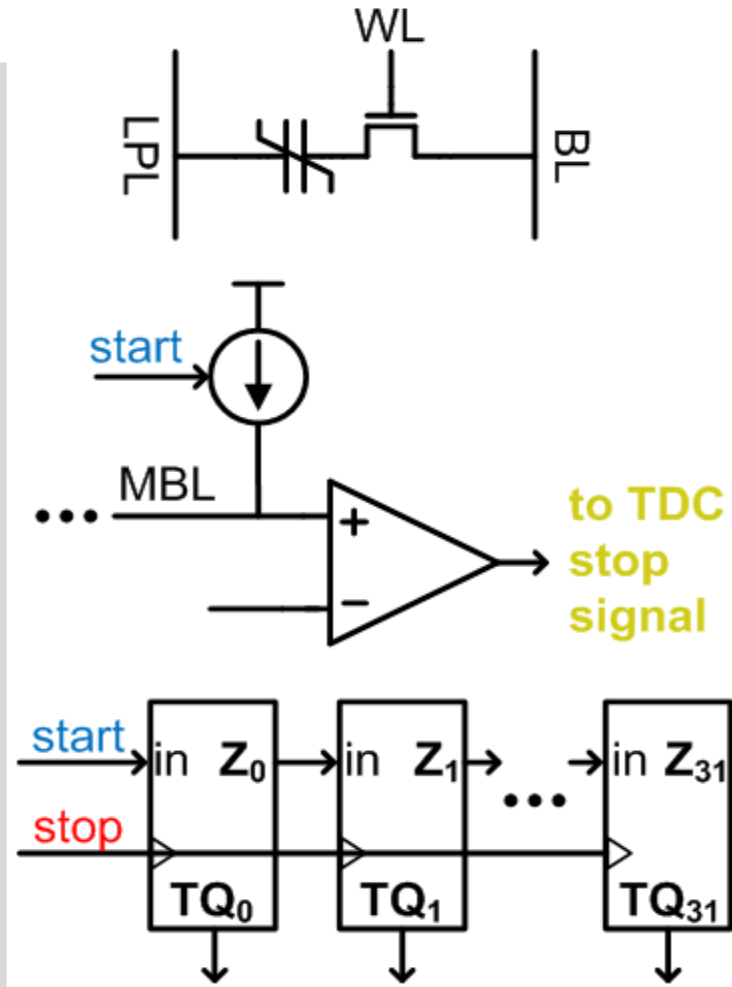 WL
LPL
BL
start
MBL
+
−
to TDC
stop
signal
start
in Z0 in Z1 in Z31
stop
TQ0 TQ1 TQ31